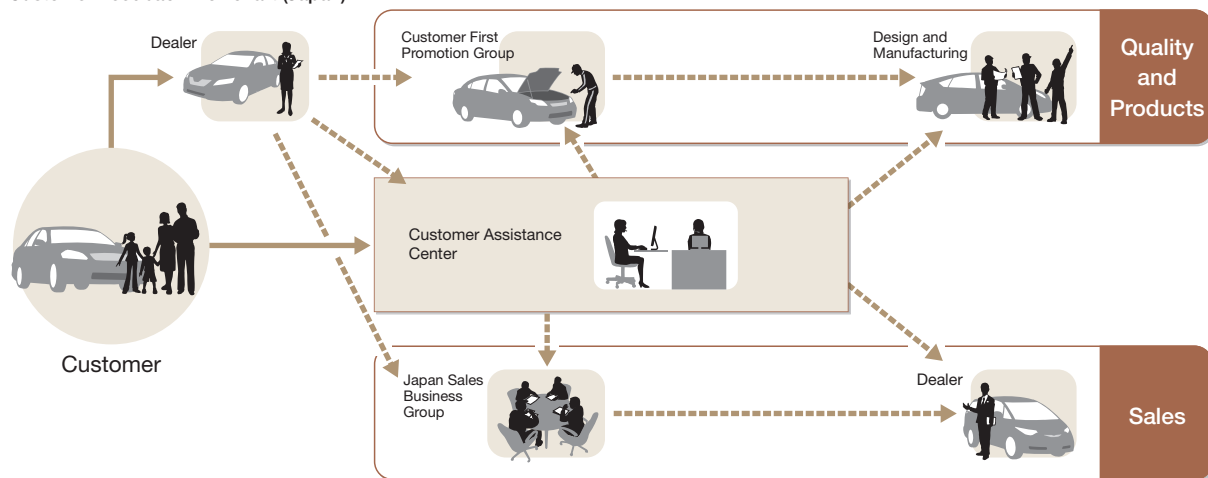 Dealer
Customer First
Promotion Group
Design and
Manufacturing
Quality
and
Products
Customer Assistance
Center
Customer
Japan Sales
Business
Group
Dealer
Sales